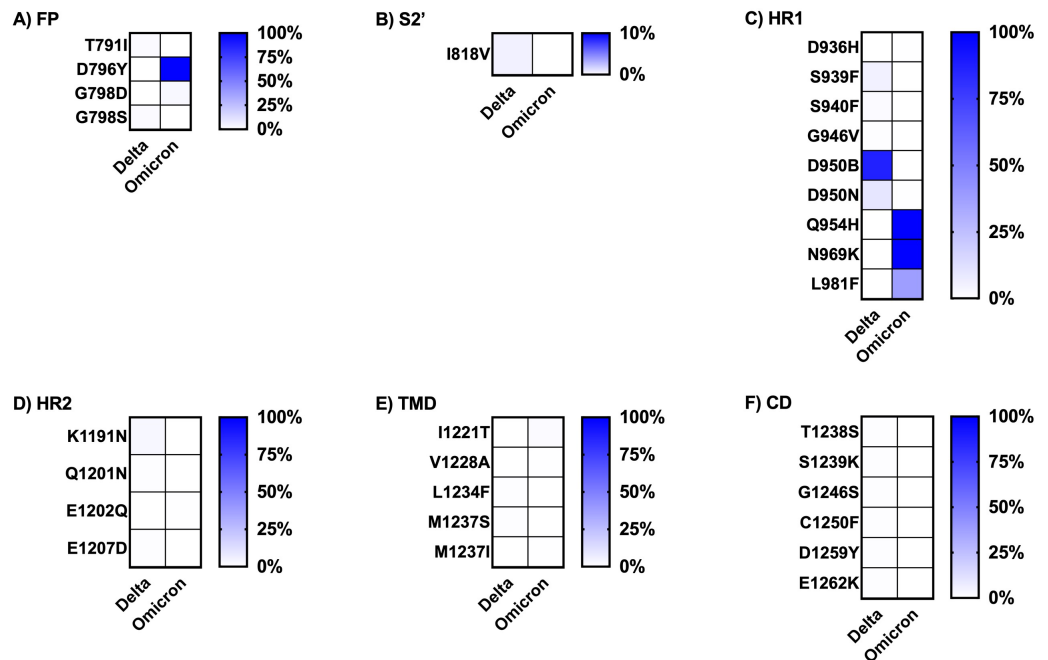 A) FP
T791I
D796Y
G798D
G798S
Delta
Omicron
100%
75%
50%
25%
0%
B) S2'
I818V
Delta
Omicron
10%
0%
C) HR1
D936H
S939F
S940F
G946V
D950B
D950N
Q954H
N969K
L981F
Delta
Omicron
100%
75%
50%
25%
0%
D) HR2
K1191N
Q1201N
E1202Q
E1207D
Delta
Omicron
100%
75%
50%
25%
0%
E) TMD
I1221T
V1228A
L1234F
M1237S
M1237I
Delta
Omicron
100%
75%
50%
25%
0%
F) CD
T1238S
S1239K
G1246S
C1250F
D1259Y
E1262K
Delta
Omicron
100%
75%
50%
25%
0%